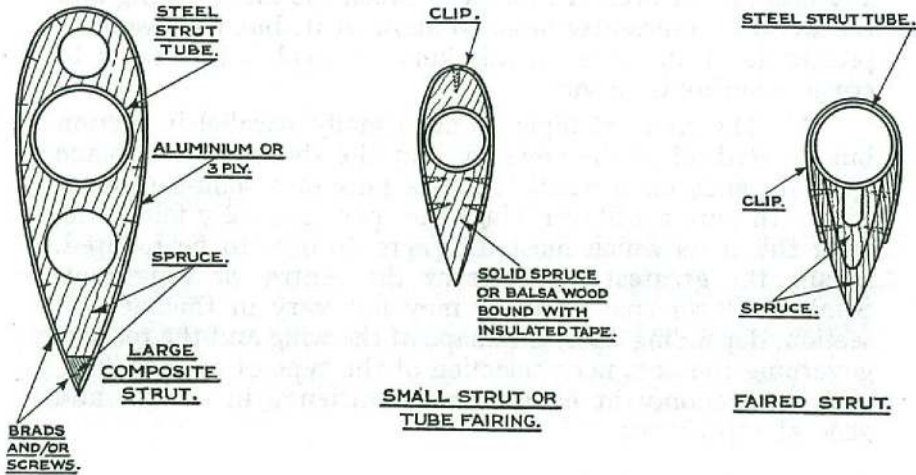 STEEL
STRUT
TUBE.
ALUMINIUM OR
3 PLY.
SPRUCE.
LARGE
COMPOSITE
STRUT.
BRADS
AND/OR
SCREWS.
CLIP.
SOLID SPRUCE
OR BALSA WOOD
BOUND WITH
INSULATED TAPE.
SMALL STRUT OR
TUBE FAIRING.
STEEL STRUT TUBE.
CLIP.
SPRUCE.
FAIRED STRUT.